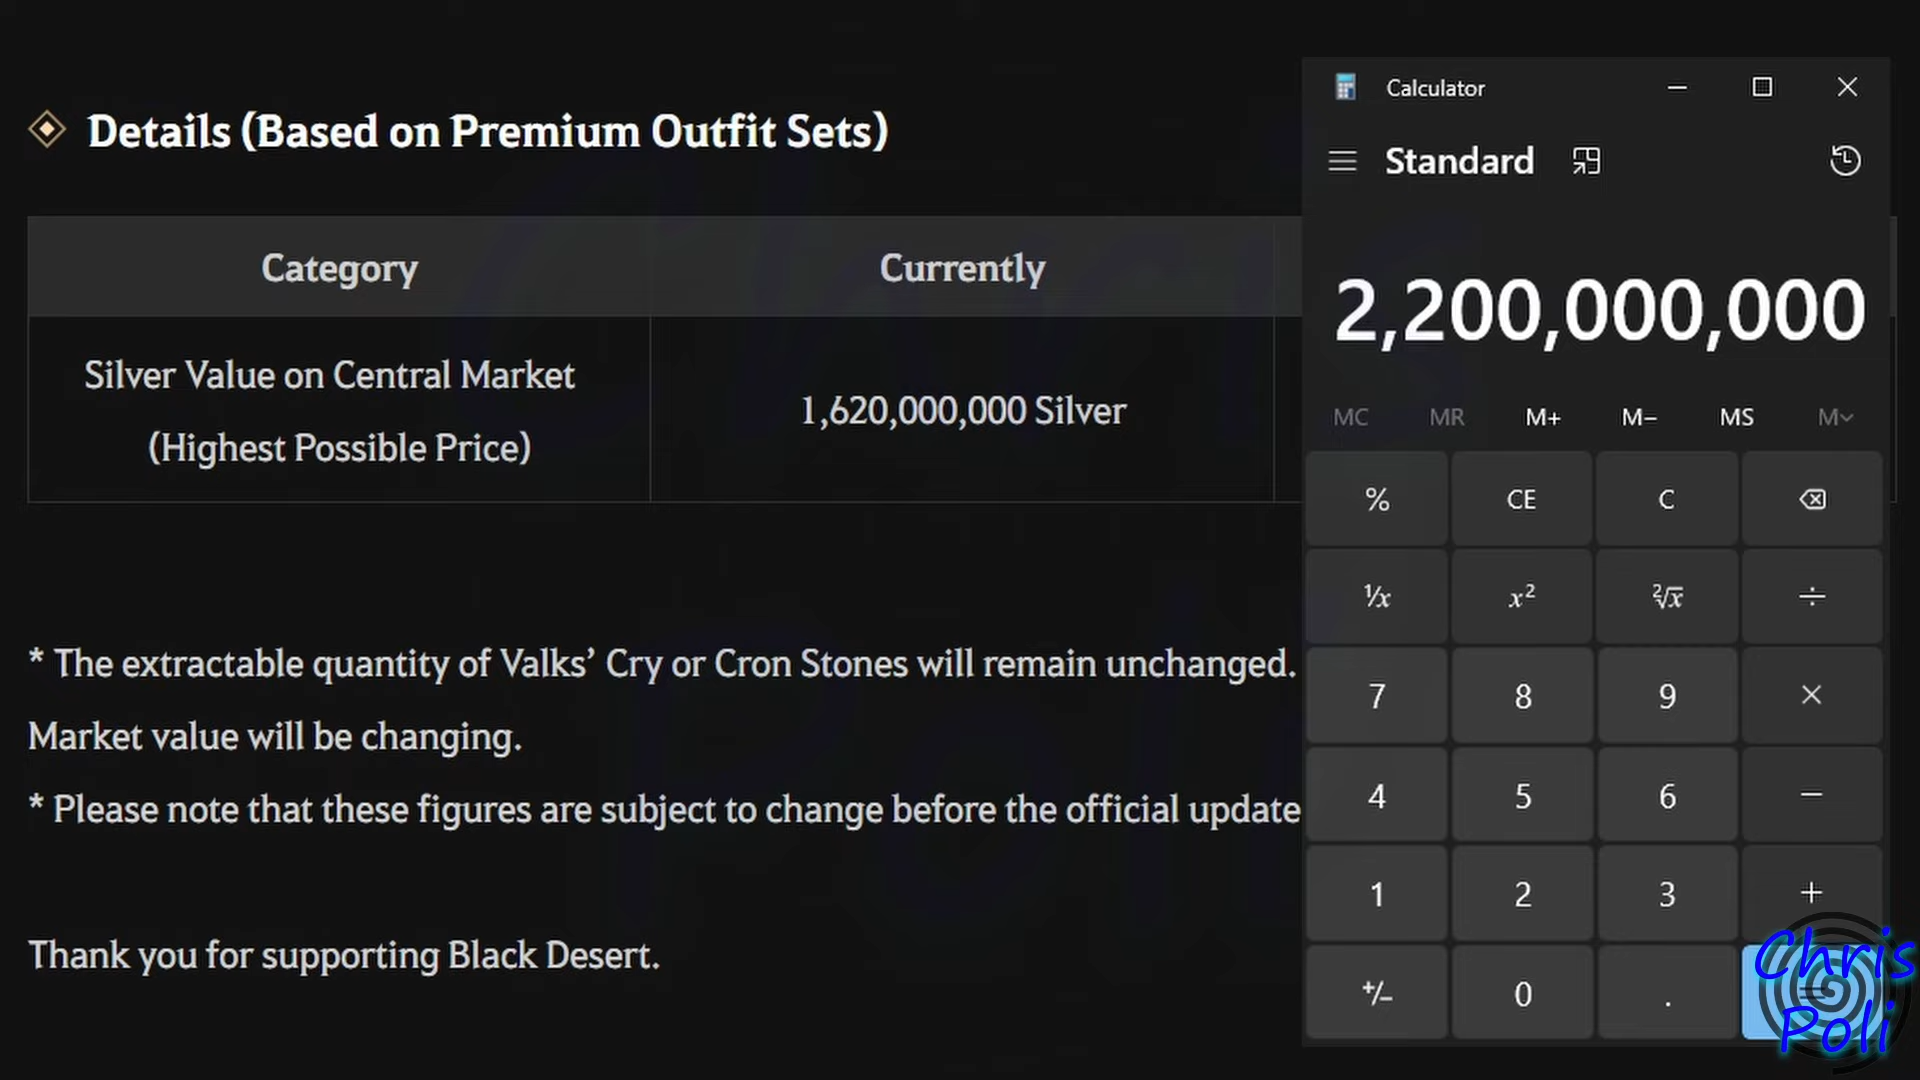 Details (Based on Premium Outfit Sets)
Category
Currently
Silver Value on Central Market
(Highest Possible Price)
1,620,000,000 Silver
* The extractable quantity of Valks’ Cry or Cron Stones will remain unchanged.
Market value will be changing.
* Please note that these figures are subject to change before the official update
Thank you for supporting Black Desert.
Calculator
Standard
2,200,000,000
MC MR M+ M− MS M
% CE C
¹/x x² ²√x ÷
7 8 9 ×
4 5 6 −
1 2 3 +
+/− 0 . =
Chris
Poli